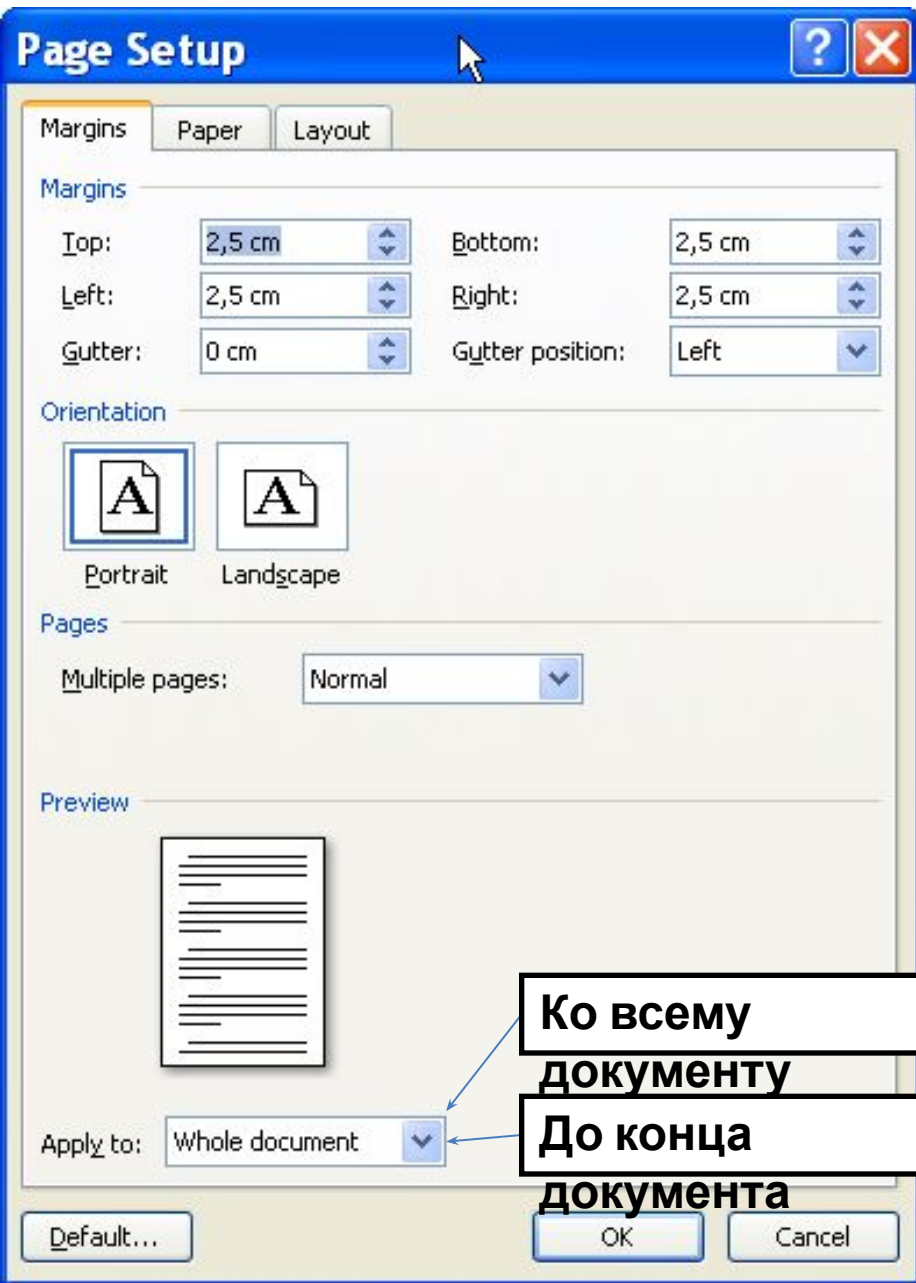 Page Setup
Margins Paper Layout
Margins
Top: 2,5 cm Bottom: 2,5 cm
Left: 2,5 cm Right: 2,5 cm
Gutter: 0 cm Gutter position: Left
Orientation
A A
Portrait Landscape
Pages
Multiple pages: Normal
Preview
Ко всему
документу
Apply to: Whole document До конца
документа
Default... OK Cancel